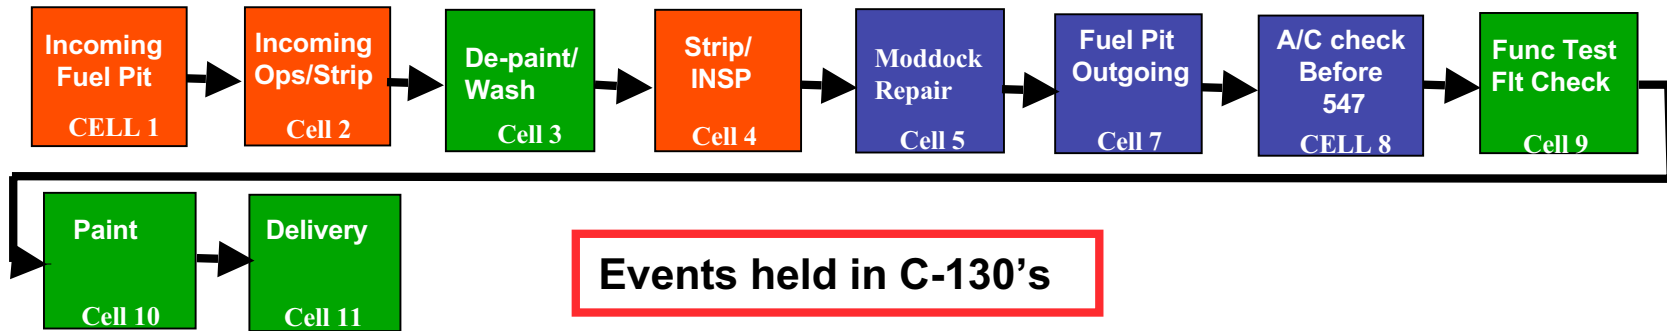 Incoming
Fuel Pit
CELL 1
Incoming
Ops/Strip
Cell 2
De-paint/
Wash
Cell 3
Strip/
INSP
Cell 4
Moddock
Repair
Cell 5
Fuel Pit
Outgoing
Cell 7
A/C check
Before
547
CELL 8
Func Test
Flt Check
Cell 9
Paint
Cell 10
Delivery
Cell 11
Events held in C-130's